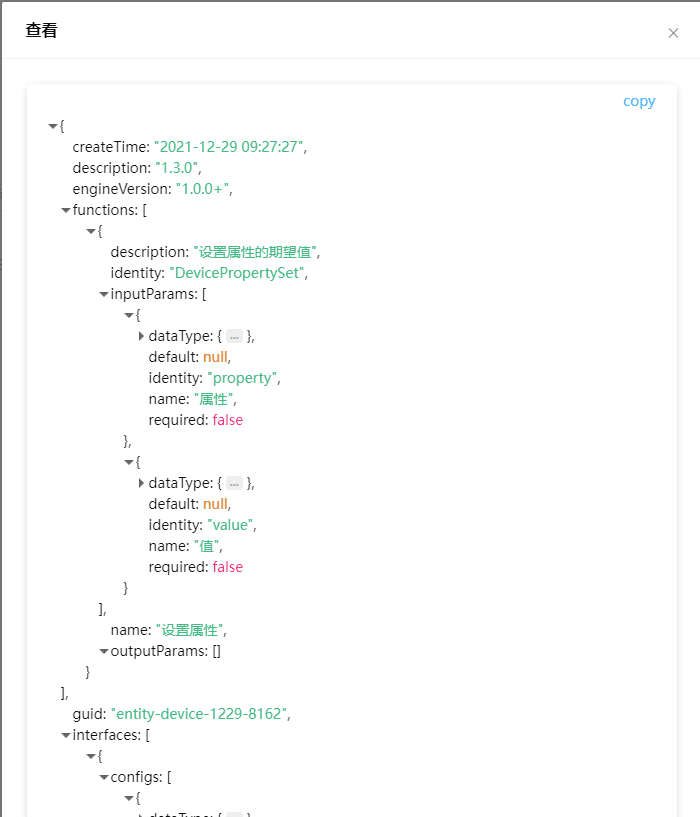 查看
copy
{
createTime: "2021-12-29 09:27:27",
description: "1.3.0",
engineVersion: "1.0.0+",
functions: [
{
description: "设置属性的期望值",
identity: "DevicePropertySet",
inputParams: [
{
dataType: { ... },
default: null,
identity: "property",
name: "属性",
required: false
},
{
dataType: { ... },
default: null,
identity: "value",
name: "值",
required: false
}
],
name: "设置属性",
outputParams: []
}
],
guid: "entity-device-1229-8162",
interfaces: [
{
configs: [
{